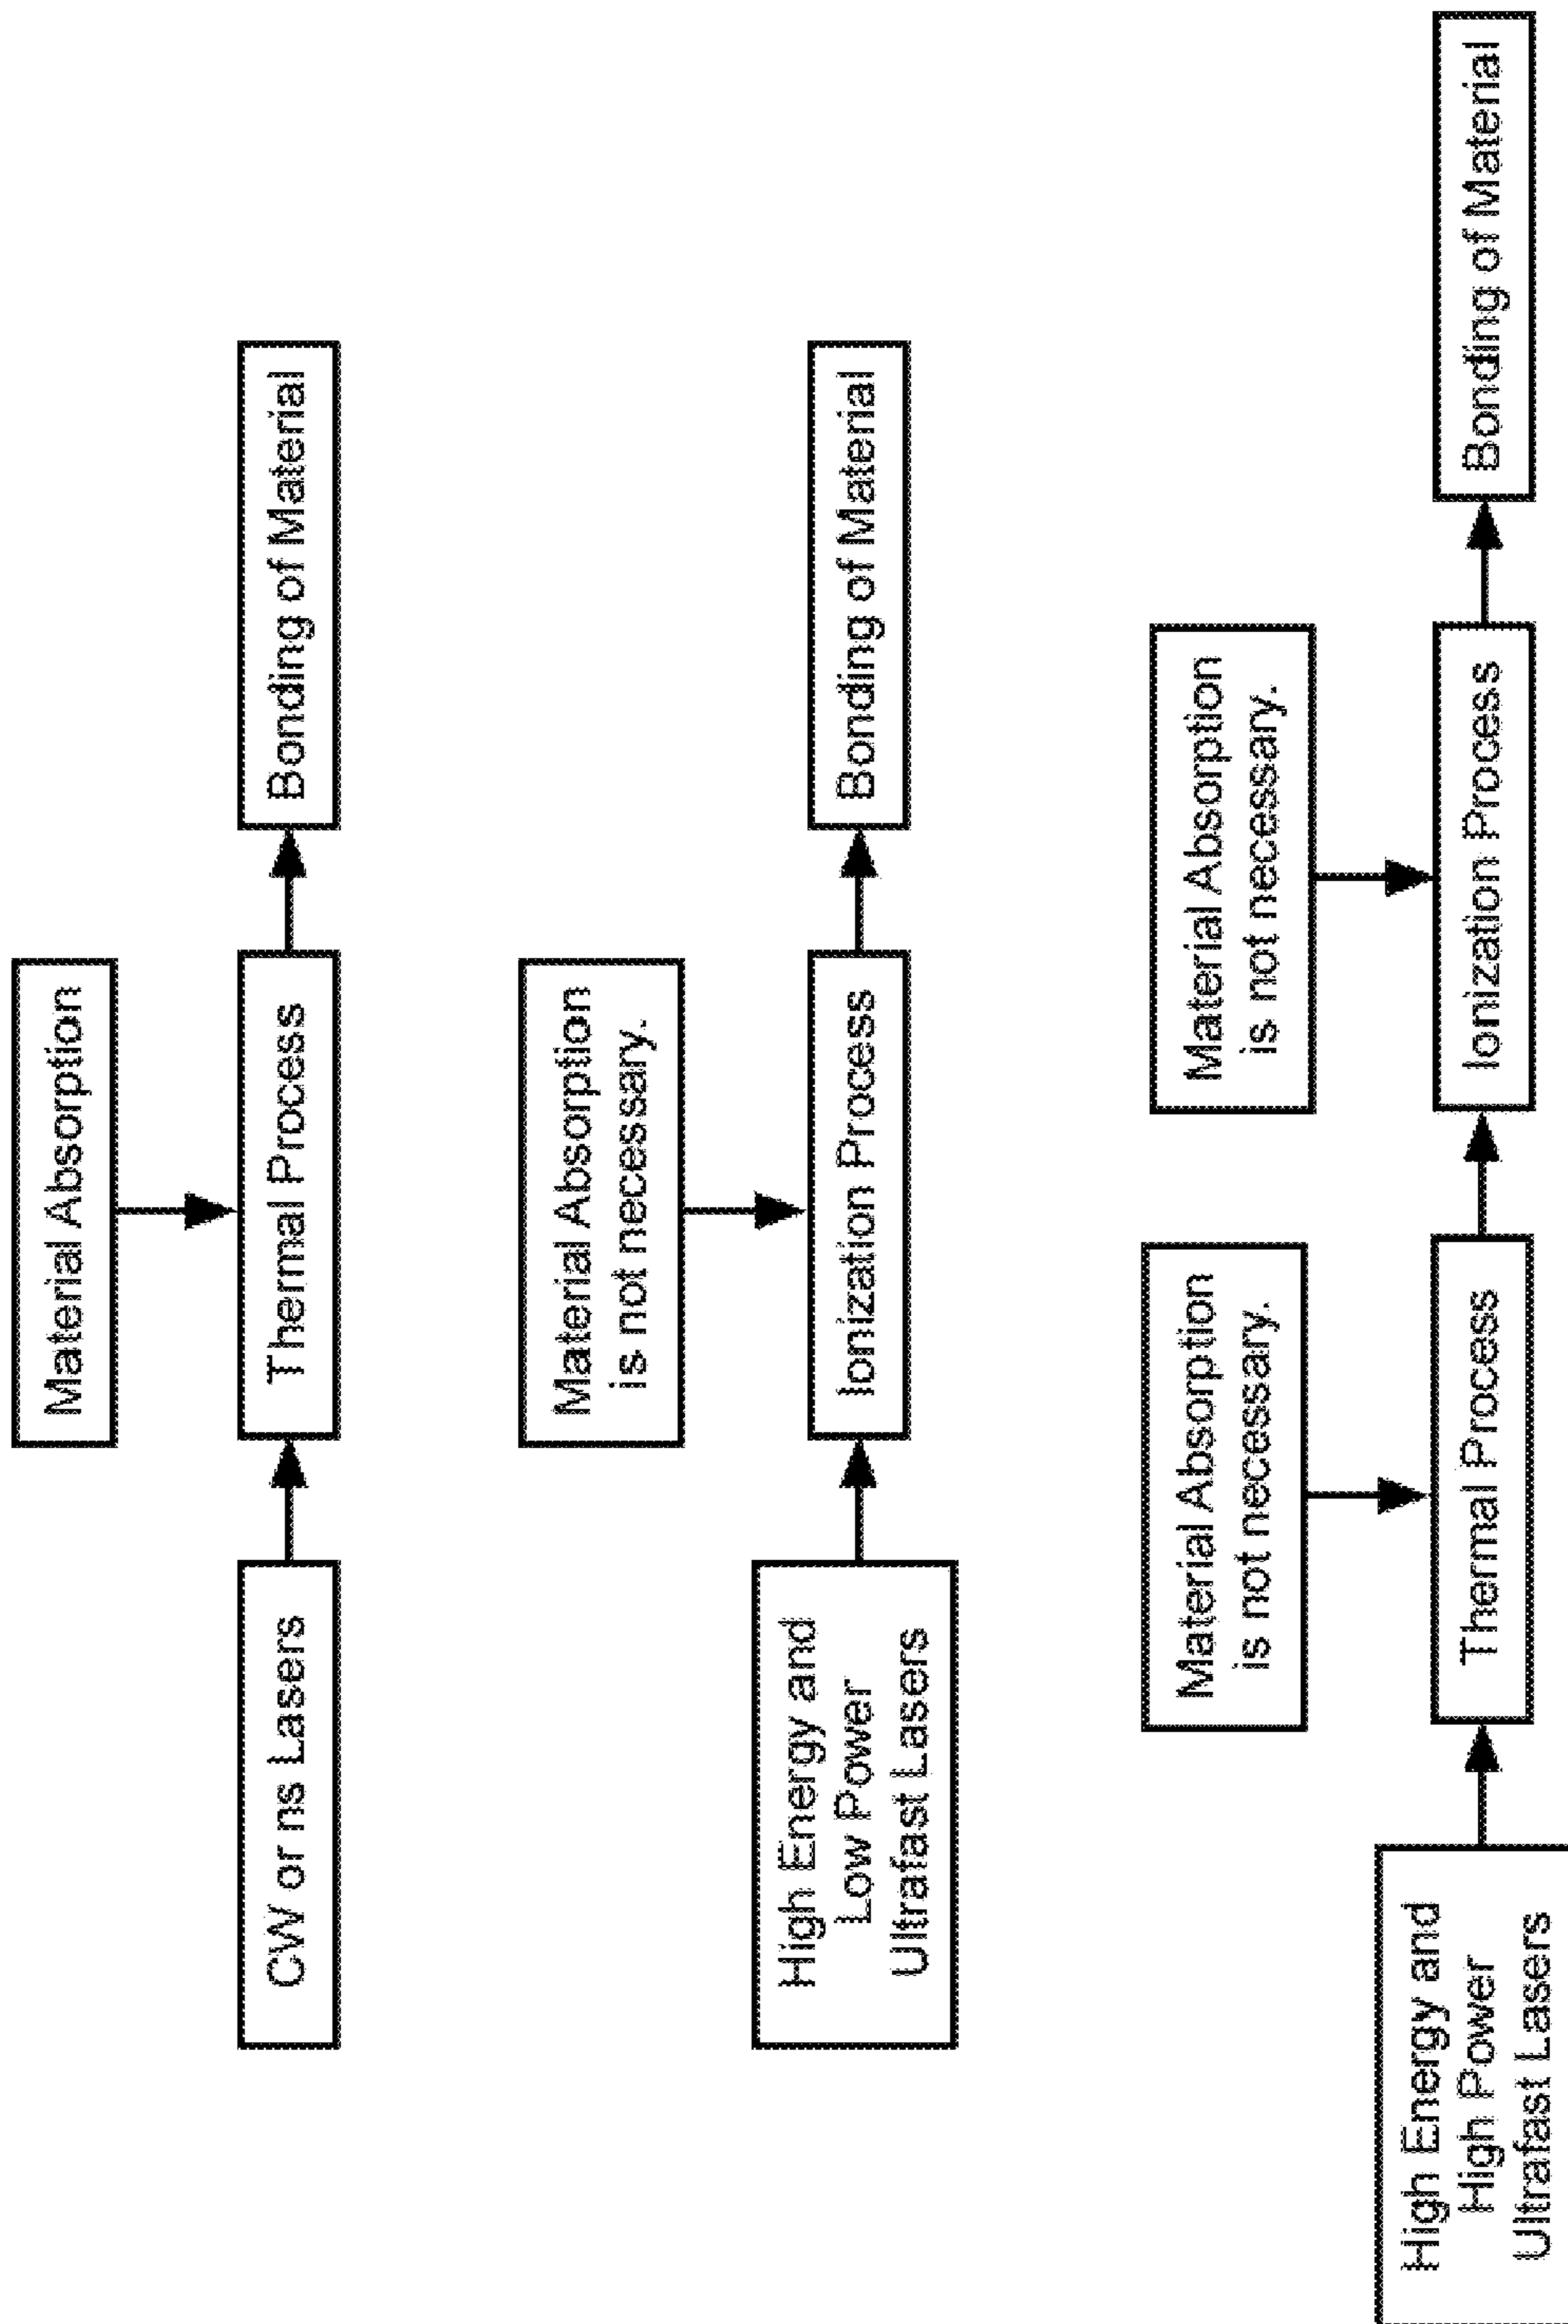 Material Absorption
CW or ns Lasers
Thermal Process
Bonding of Material
Material Absorption
is not necessary.
High Energy and
Low Power
Ultrafast Lasers
Ionization Process
Bonding of Material
Material Absorption
is not necessary.
Material Absorption
is not necessary.
High Energy and
High Power
Ultrafast Lasers
Thermal Process
Ionization Process
Bonding of Material